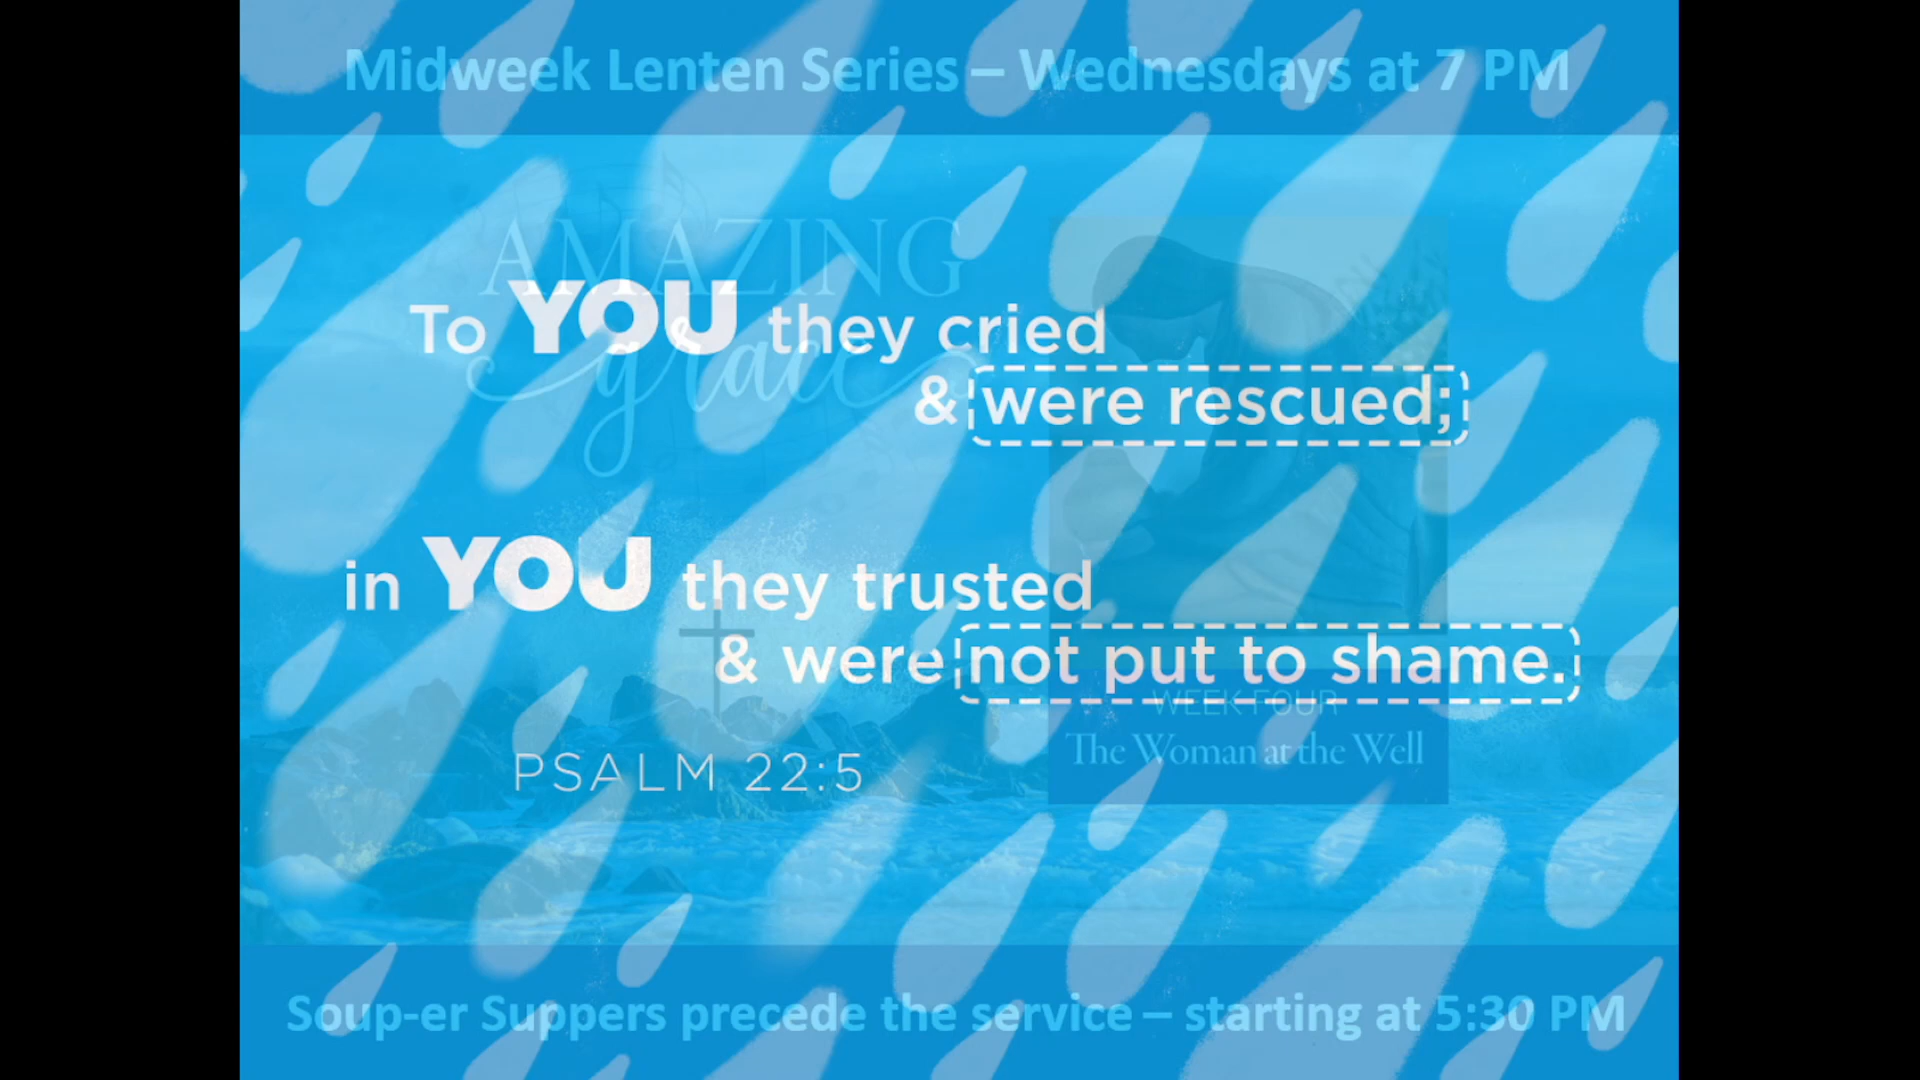 Midweek Lenten Series – Wednesdays at 7 PM
AMAZING
grace
To YOU they cried
& were rescued;
in YOU they trusted
& were not put to shame.
PSALM 22:5
WEEK FOUR
The Woman at the Well
Soup-er Suppers precede the service – starting at 5:30 PM